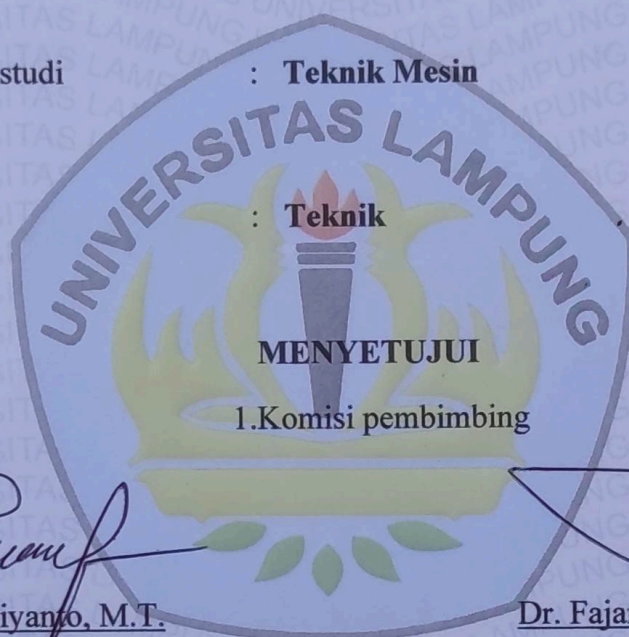 studi : Teknik Mesin
UNIVERSITAS LAMPUNG
: Teknik
MENYETUJUI
1.Komisi pembimbing
iyanto, M.T. Dr. Faja